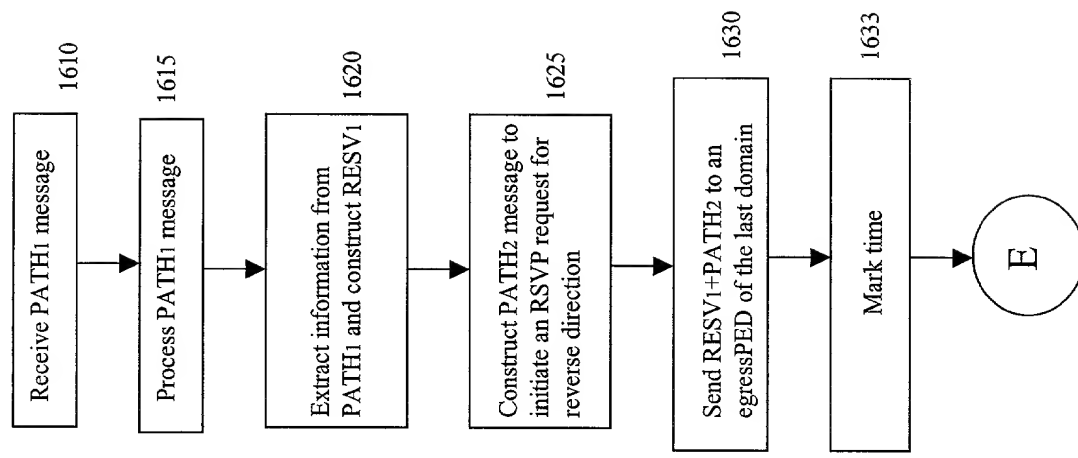 Receive PATH1 message
1610
Process PATH1 message
1615
Extract information from
PATH1 and construct RESV1
1620
Construct PATH2 message to
initiate an RSVP request for
reverse direction
1625
Send RESV1+PATH2 to an
egressPED of the last domain
1630
Mark time
1633
E